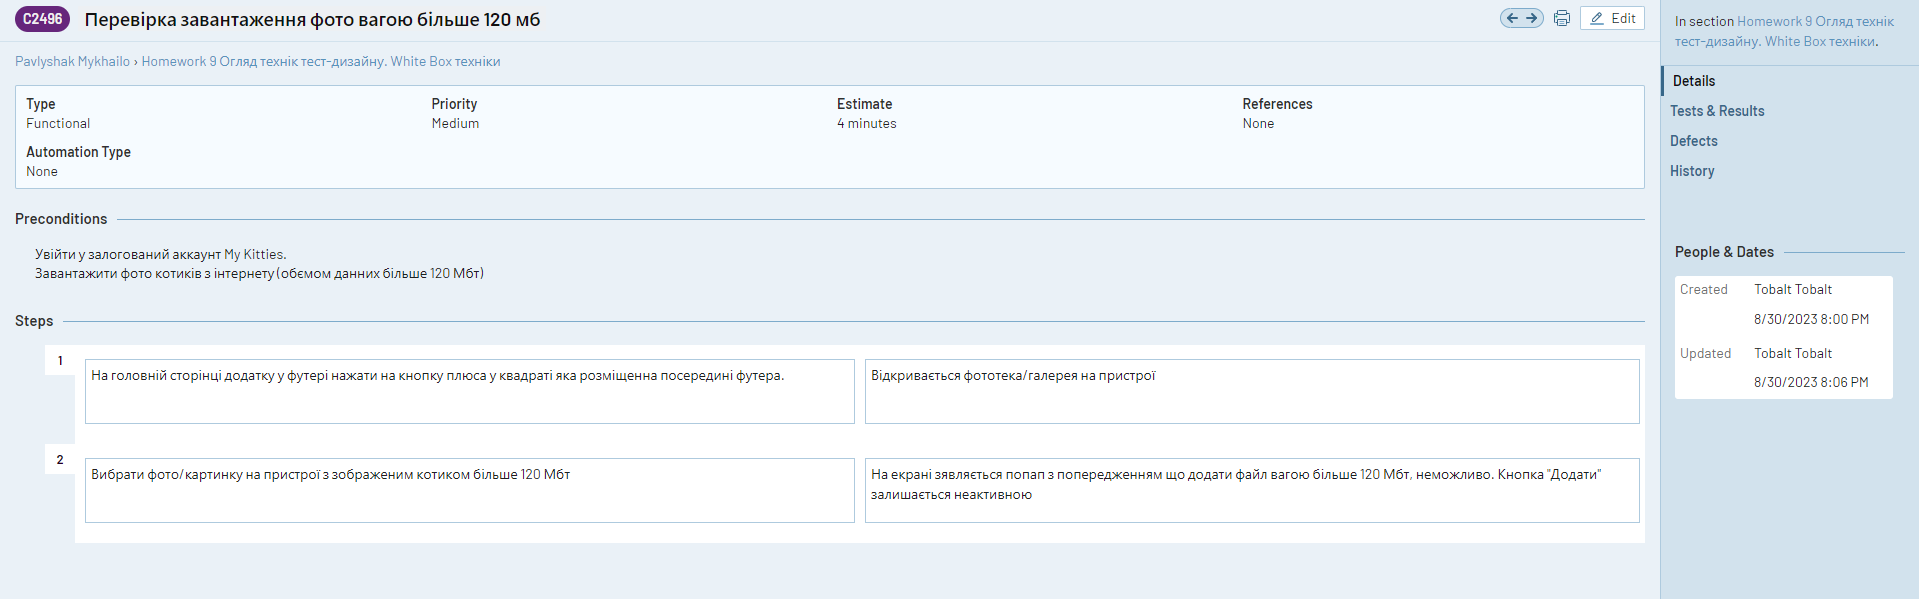 C2496 Перевірка завантаження фото вагою більше 120 мб
Edit
Pavlyshak Mykhailo › Homework 9 Огляд технік тест-дизайну. White Box техніки
Type Priority Estimate References
Functional Medium 4 minutes None
Automation Type
None
Preconditions
Увійти у залогований аккаунт My Kitties.
Завантажити фото котиків з інтернету(обємом данних більше 120 Мбт)
Steps
1
На головній сторінці додатку у футері нажати на кнопку плюса у квадраті яка розміщенна посередині футера.
Відкривається фототека/галерея на пристрої
2
Вибрати фото/картинку на пристрої з зображеним котиком більше 120 Мбт
На екрані зявляється попап з попередженням що додати файл вагою більше 120 Мбт, неможливо. Кнопка "Додати"
залишається неактивною
In section Homework 9 Огляд технік
тест-дизайну. White Box техніки.
Details
Tests & Results
Defects
History
People & Dates
Created Tobalt Tobalt
8/30/2023 8:00 PM
Updated Tobalt Tobalt
8/30/2023 8:06 PM